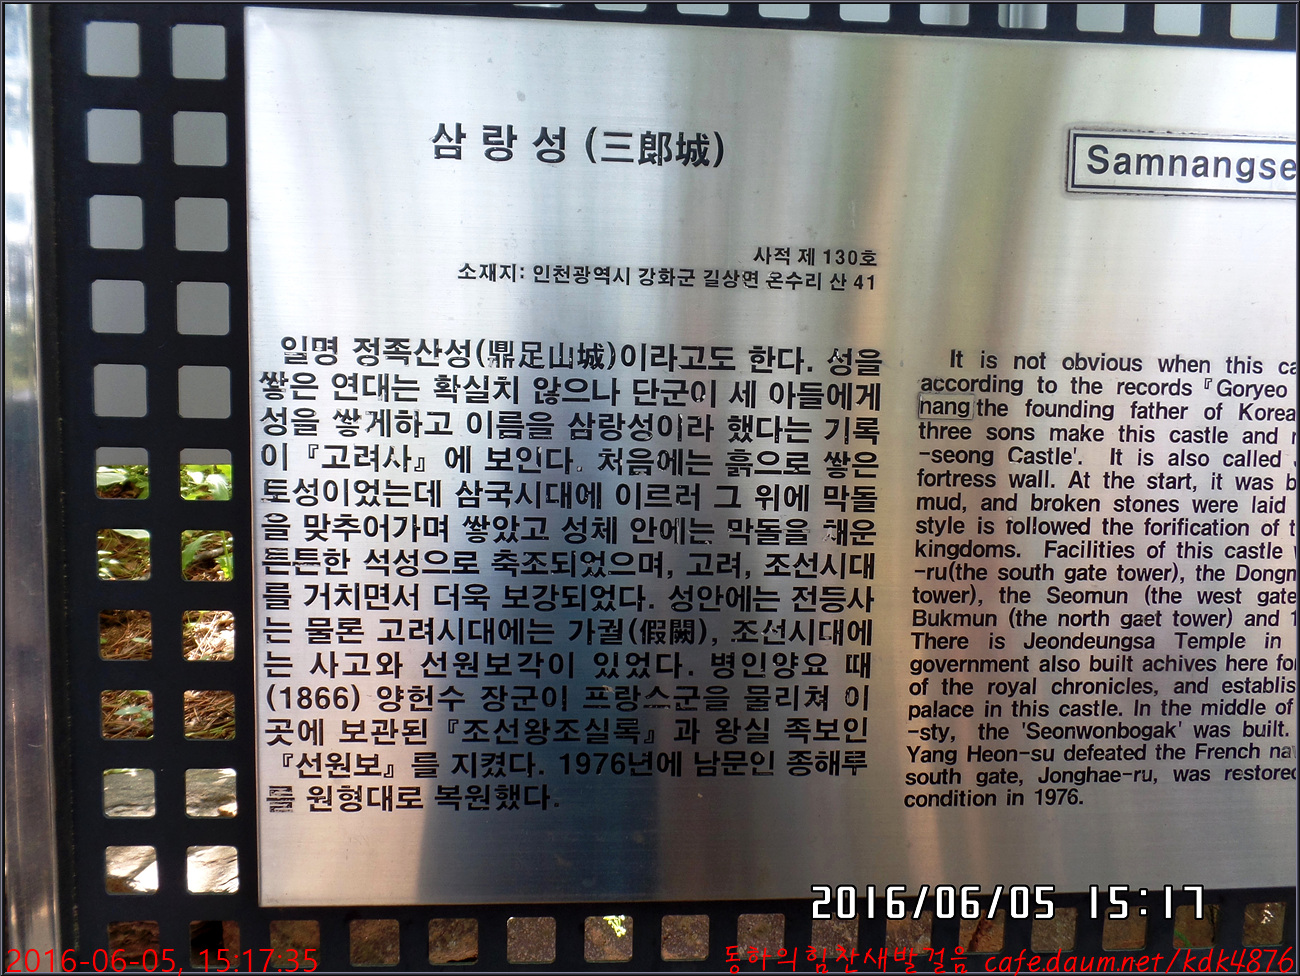 삼랑성 (三郞城)
Samnangse
사적 제 130호
소재지: 인천광역시 강화군 길상면 온수리 산 41
일명 정족산성(鼎足山城)이라고도 한다. 성을
쌓은 연대는 확실치 않으나 단군이 세 아들에게
성을 쌓게하고 이름을 삼랑성이라 했다는 기록
이 『고려사』에 보인다. 처음에는 흙으로 쌓은
토성이었는데 삼국시대에 이르러 그 위에 막돌
을 맞추어가며 쌓았고 성체 안에는 막돌을 채운
튼튼한 석성으로 축조되었으며, 고려, 조선시대
를 거치면서 더욱 보강되었다. 성안에는 전등사
는 물론 고려시대에는 가궐(假闕), 조선시대에
는 사고와 선원보각이 있었다. 병인양요 때
(1866) 양헌수 장군이 프랑스군을 물리쳐 이
곳에 보관된 『조선왕조실록』과 왕실 족보인
『선원보』를 지켰다. 1976년에 남문인 종해루
를 원형대로 복원했다.
It is not obvious when this ca
according to the records 『Goryeo
nang the founding father of Korea
three sons make this castle and
-seong Castle'. It is also called
fortress wall. At the start, it was b
mud, and broken stones were laid
style is followed the forification of t
kingdoms. Facilities of this castle
-ru(the south gate tower), the Dongm
tower), the Seomun (the west gate
Bukmun (the north gaet tower) and
There is Jeondeungsa Temple in
government also built achives here for
of the royal chronicles, and establis
palace in this castle. In the middle of
-sty, the 'Seonwonbogak' was built.
Yang Heon-su defeated the French na
south gate, Jonghae-ru, was restored
condition in 1976.
2016/06/05 15:17
2016-06-05, 15:17:35
동하의힘찬새발걸음 cafe.daum.net/kdk4876